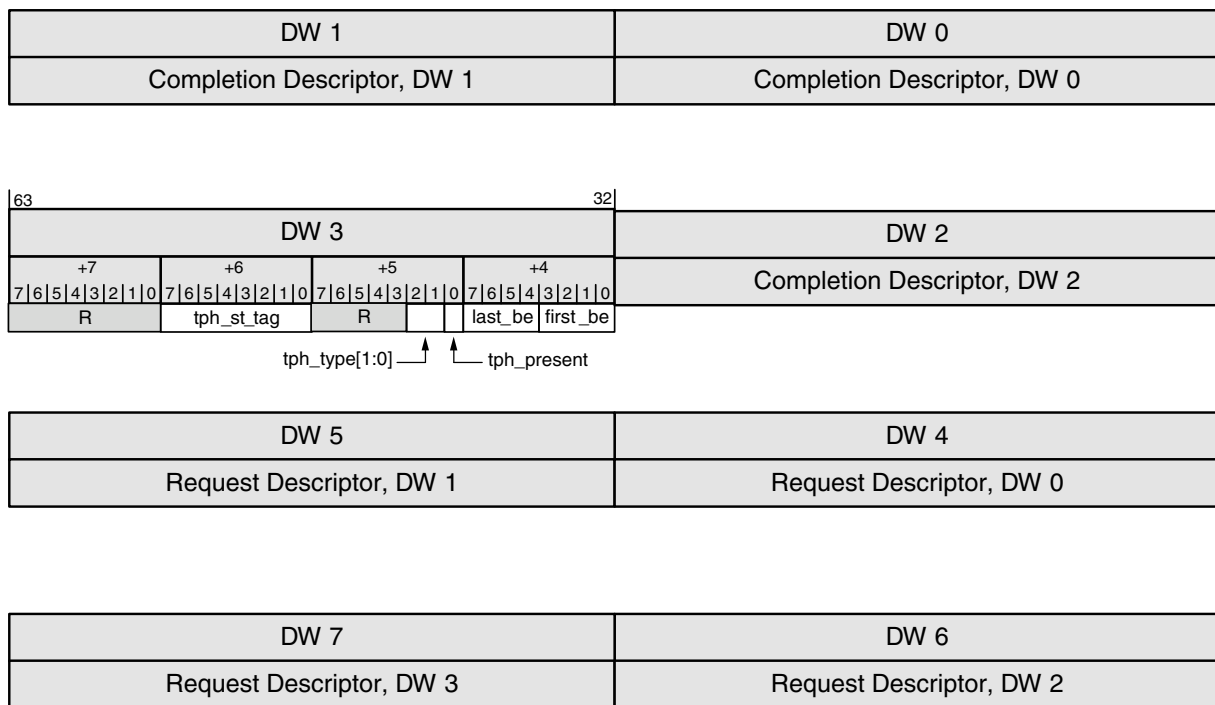 DW 1 DW 0
Completion Descriptor, DW 1 Completion Descriptor, DW 0
63 32
DW 3 DW 2
+7 +6 +5 +4
Completion Descriptor, DW 2
7 6 5 4 3 2 1 0 7 6 5 4 3 2 1 0 7 6 5 4 3 2 1 0 7 6 5 4 3 2 1 0
R tph_st_tag R last_be first_be
tph_type[1:0] tph_present
DW 5 DW 4
Request Descriptor, DW 1 Request Descriptor, DW 0
DW 7 DW 6
Request Descriptor, DW 3 Request Descriptor, DW 2